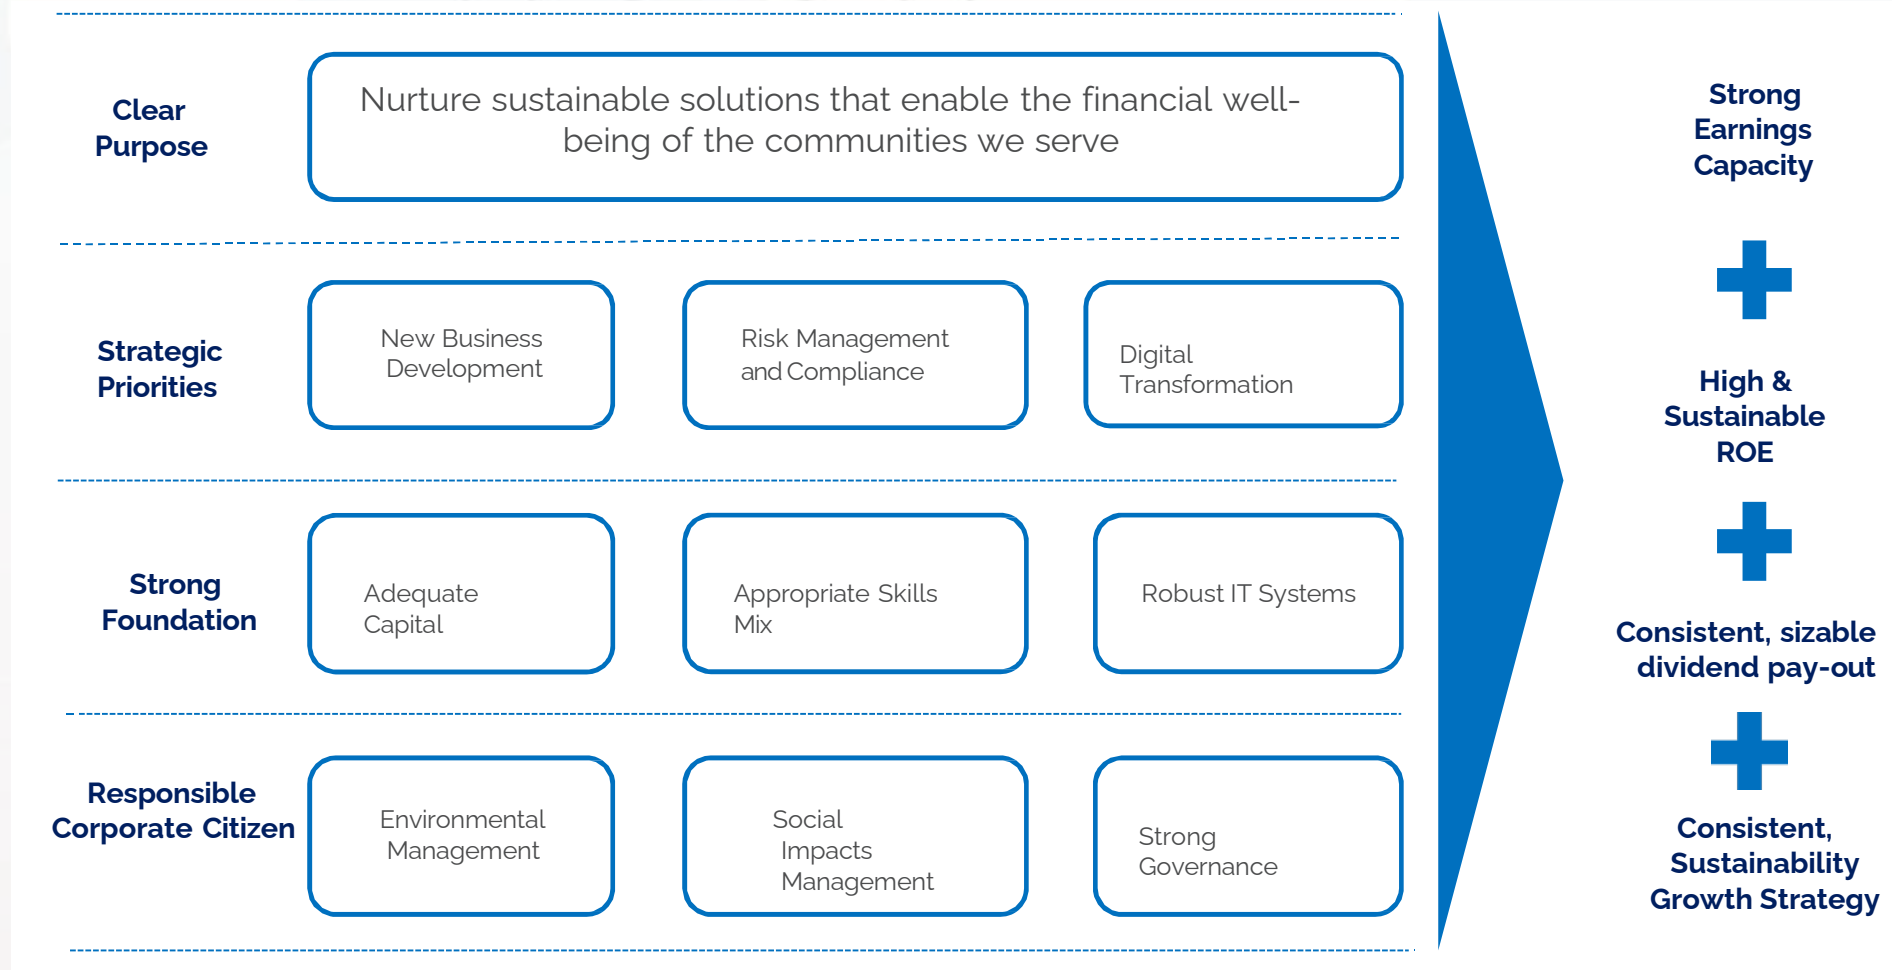 Clear
Purpose
Nurture sustainable solutions that enable the financial well-
being of the communities we serve
Strategic
Priorities
New Business
Development
Risk Management
and Compliance
Digital
Transformation
Strong
Foundation
Adequate
Capital
Appropriate Skills
Mix
Robust IT Systems
Responsible
Corporate Citizen
Environmental
Management
Social
Impacts
Management
Strong
Governance
Strong
Earnings
Capacity
High &
Sustainable
ROE
Consistent, sizable
dividend pay-out
Consistent,
Sustainability
Growth Strategy